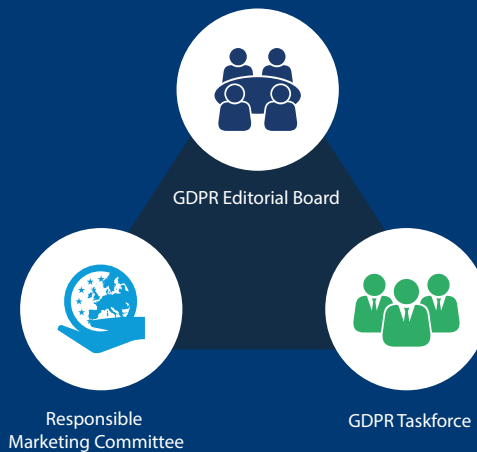 GDPR Editorial Board
Responsible
Marketing Committee
GDPR Taskforce